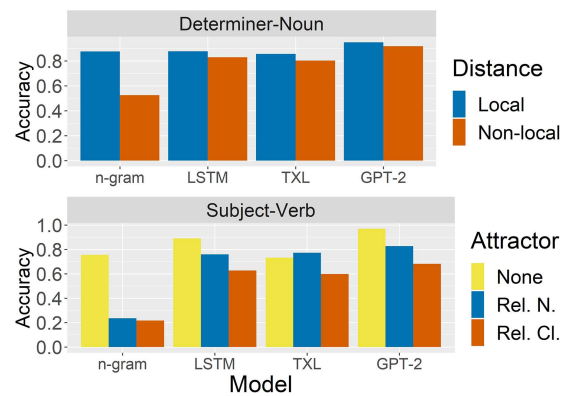 Determiner-Noun
Accuracy
0.8
0.6
0.4
0.2
0.0
n-gram LSTM TXL GPT-2
Distance
Local
Non-local
Subject-Verb
Accuracy
1.0
0.8
0.6
0.4
0.2
0.0
n-gram LSTM TXL GPT-2
Model
Attractor
None
Rel. N.
Rel. Cl.